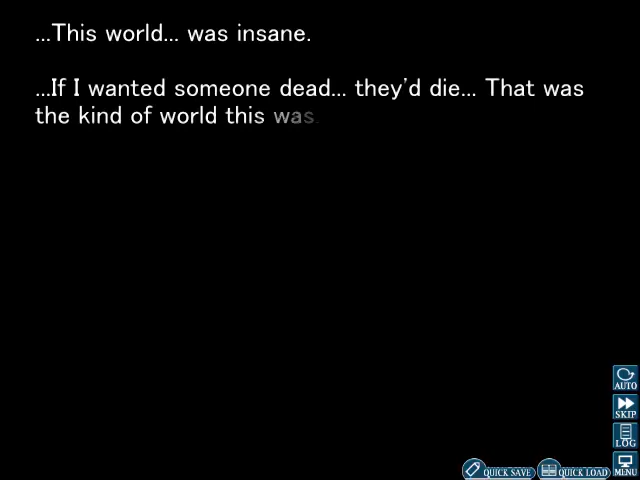 ...This world... was insane.
...If I wanted someone dead... they'd die... That was
the kind of world this was.
AUTO
SKIP
LOG
QUICK SAVE
QUICK LOAD
MENU